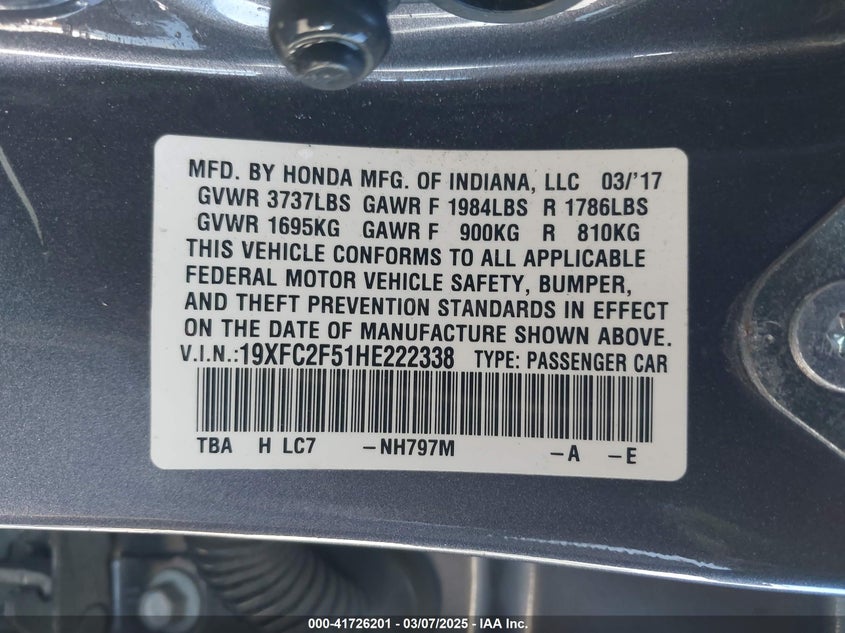 MFD. BY HONDA MFG. OF INDIANA, LLC 03/'17
GVWR 3737LBS GAWR F 1984LBS R 1786LBS
GVWR 1695KG GAWR F 900KG R 810KG
THIS VEHICLE CONFORMS TO ALL APPLICABLE
FEDERAL MOTOR VEHICLE SAFETY, BUMPER,
AND THEFT PREVENTION STANDARDS IN EFFECT
ON THE DATE OF MANUFACTURE SHOWN ABOVE.
V.I.N.:19XFC2F51HE222338 TYPE: PASSENGER CAR
TBA H LC7 -NH797M -A -E
000-41726201 - 03/07/2025 - IAA Inc.